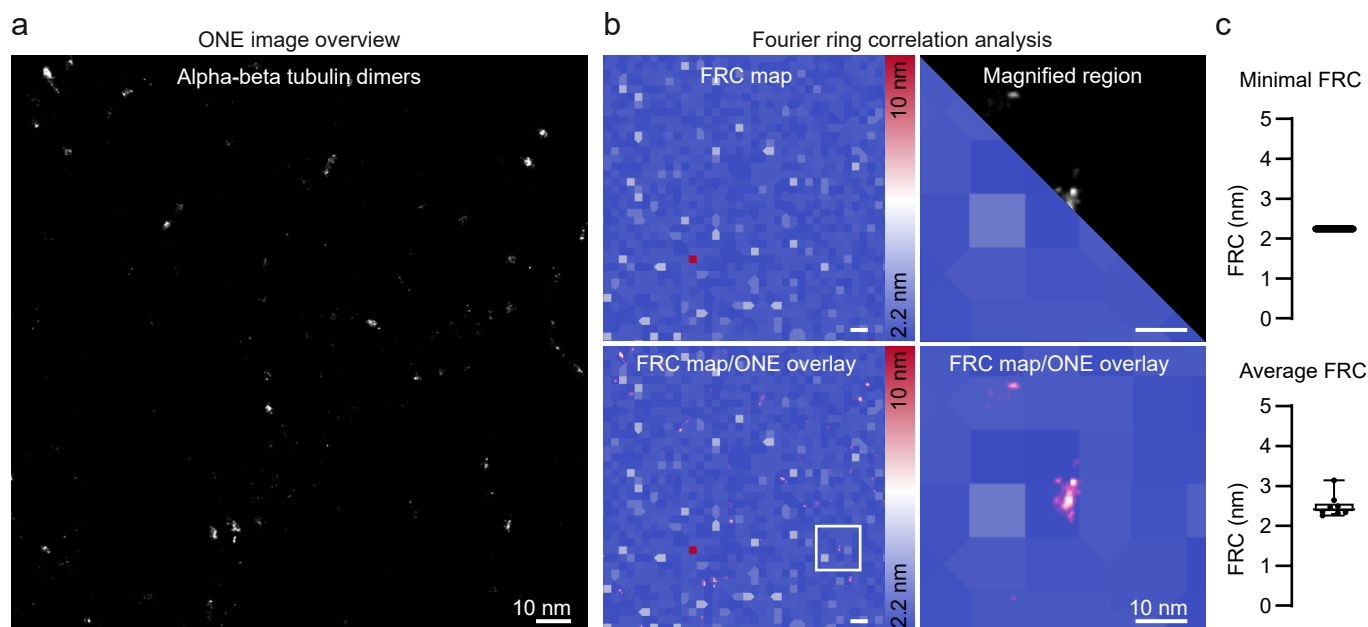 a
ONE image overview
Alpha-beta tubulin dimers
10 nm
b
Fourier ring correlation analysis
FRC map
10 nm
2.2 nm
Magnified region
FRC map/ONE overlay
10 nm
2.2 nm
FRC map/ONE overlay
10 nm
c
Minimal FRC
FRC (nm)
5
4
3
2
1
0
Average FRC
FRC (nm)
5
4
3
2
1
0